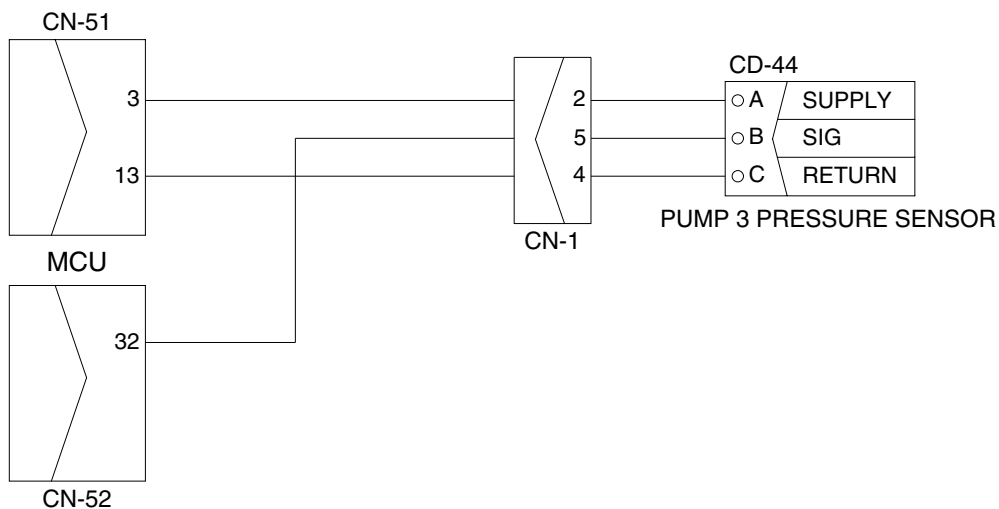 CN-51
CD-44
3
2
A
SUPPLY
5
B
SIG
13
4
C
RETURN
PUMP 3 PRESSURE SENSOR
CN-1
MCU
32
CN-52